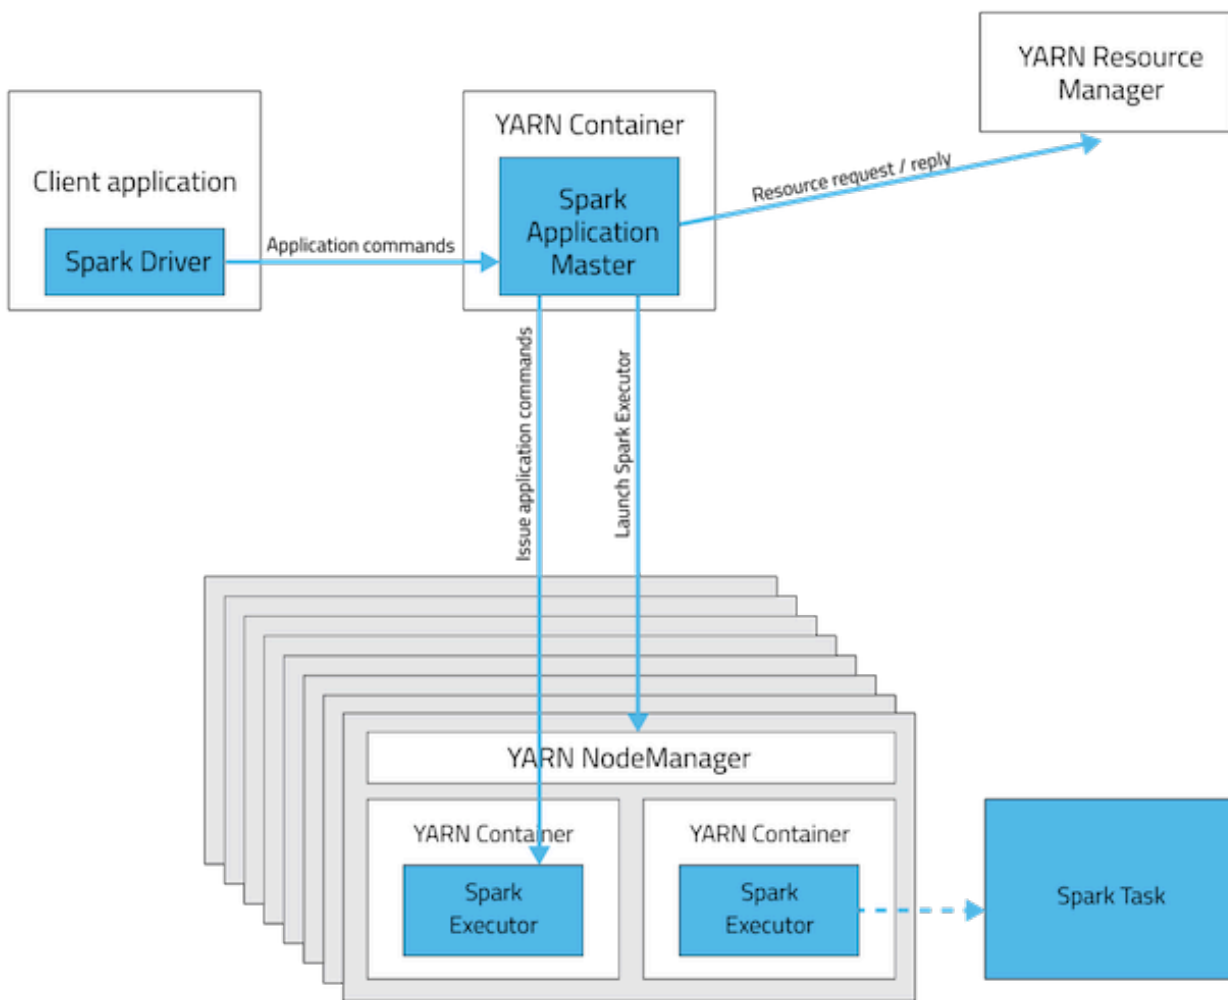 YARN Resource
Manager
YARN Container
Client application
Spark
Application
Master
Spark Driver
Application commands
Resource request / reply
Issue application commands
Launch Spark Executor
YARN NodeManager
YARN Container
YARN Container
Spark
Executor
Spark
Executor
Spark Task